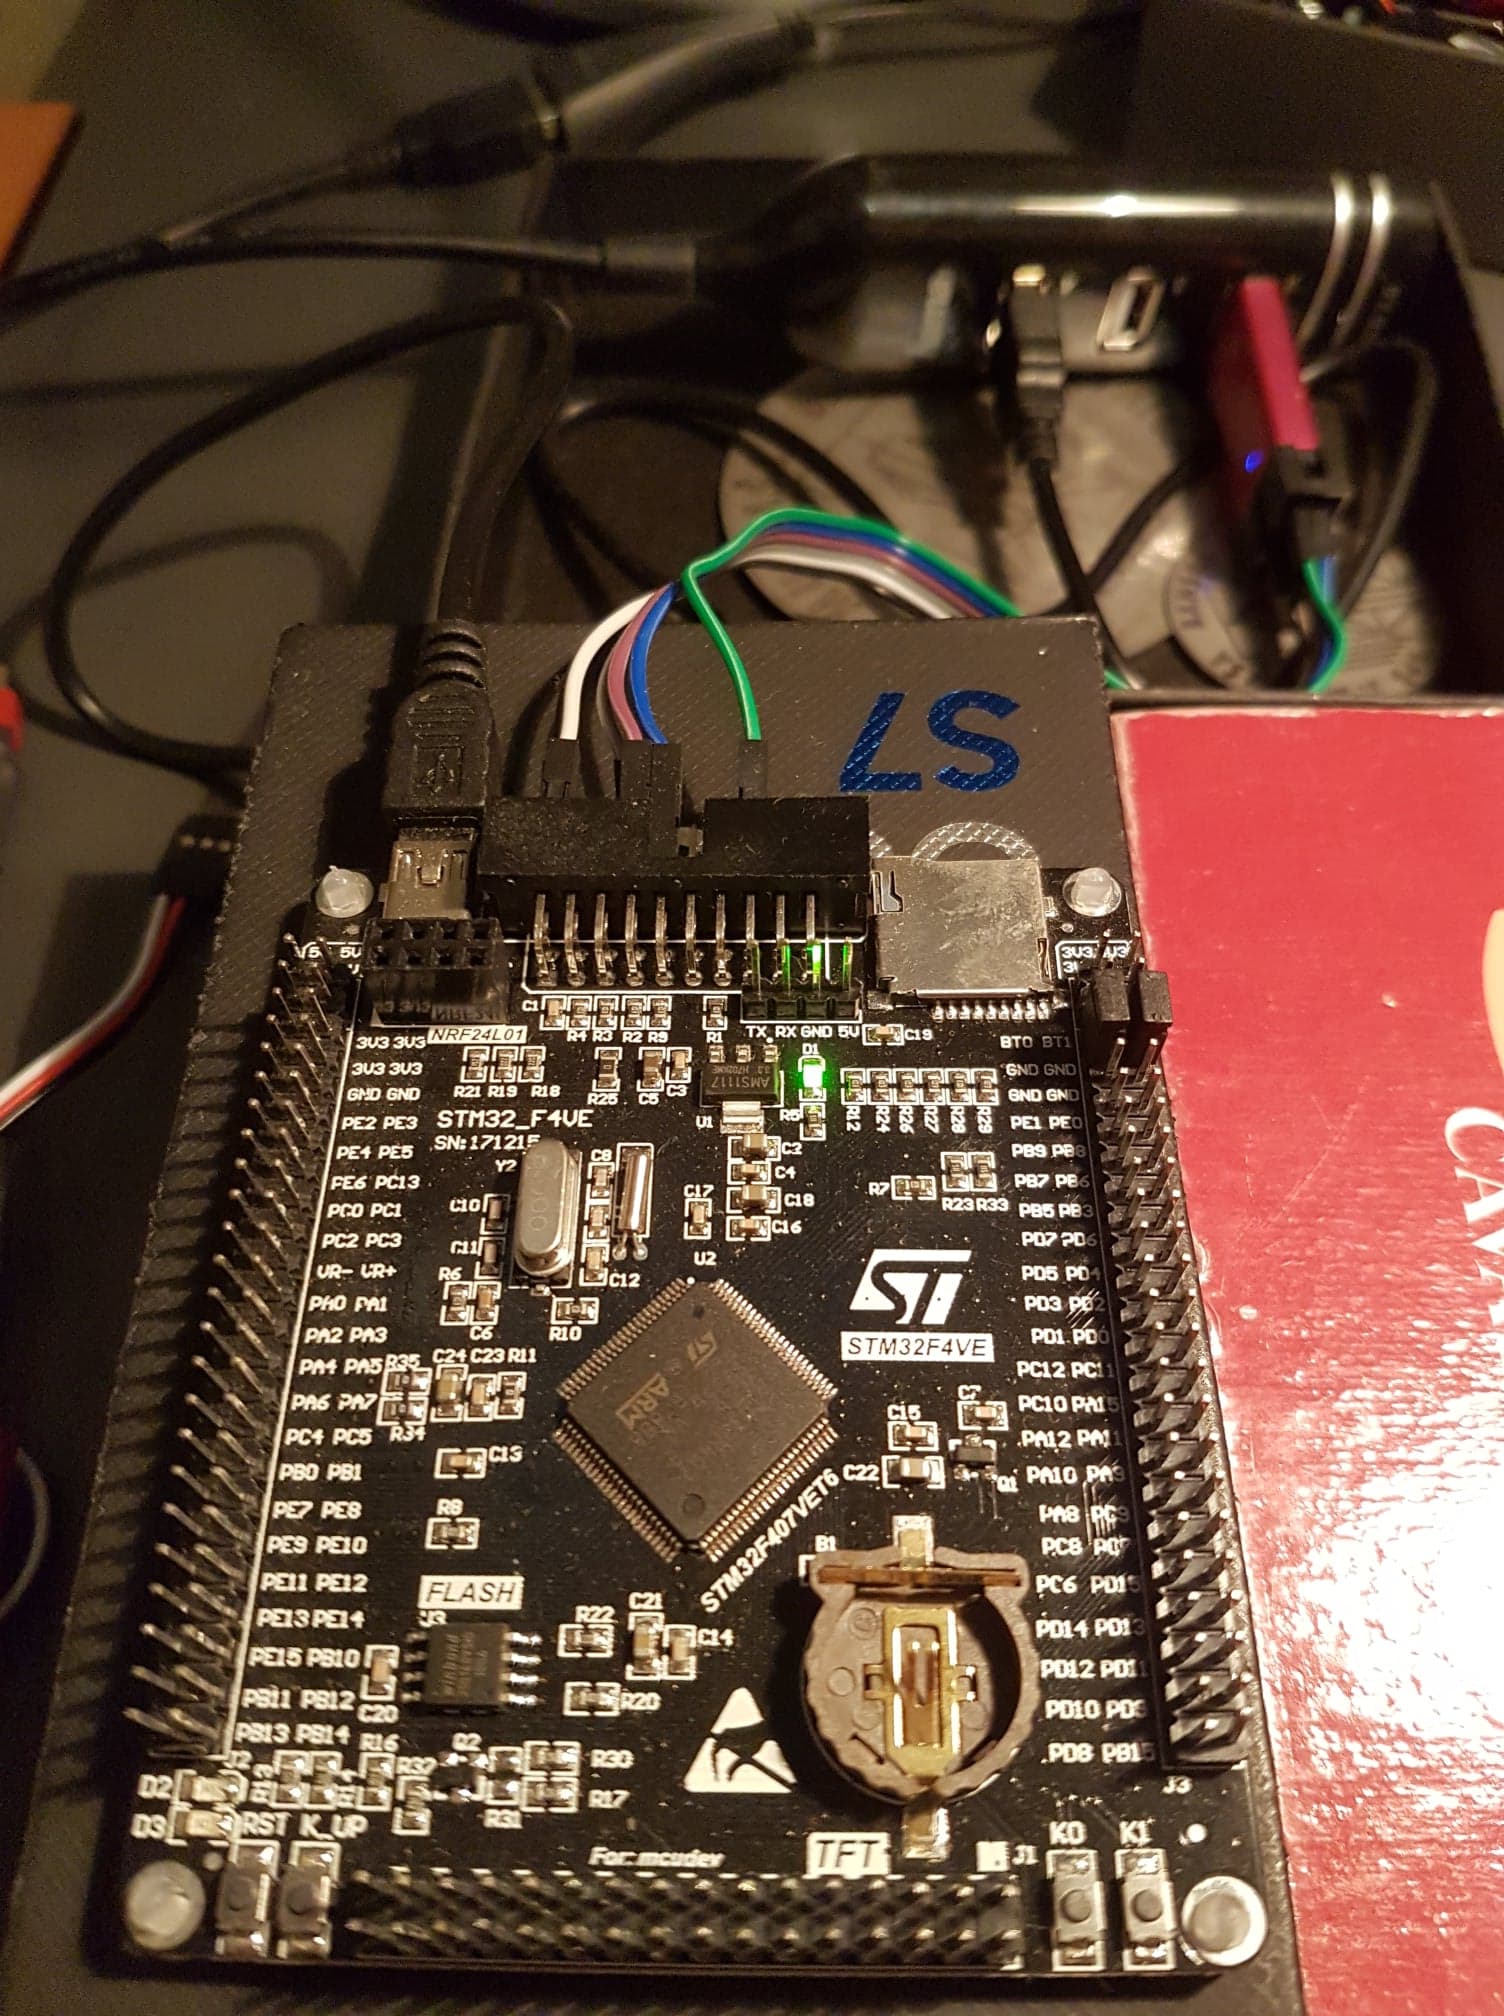 LS
5V
3V3
NRF24L01
C1
R4 R3 R2 R9
R1
TX RX GND 5V
C19
BT0 BT1
3V3 3V3
3V3 3V3
GND GND
R21 R19 R18
R25 C5 C3
AMS1117
U1
D1
R5
R12 R24 R26 R27 R28 R29
GND GND
GND GND
STM32_F4VE
SN:171215
Y2
PE2 PE3
PE4 PE5
PE6 PC13
PC0 PC1
PC2 PC3
VR- VR+
PA0 PA1
PA2 PA3
PA4 PA5
PA6 PA7
PC4 PC5
PB0 PB1
PE7 PE8
PE9 PE10
PE11 PE12
PE13 PE14
PE15 PB10
PB11 PB12
PB13 PB14
C8
C10
C11
C12
R6
C6
R10
C2
C4
C18
C16
C17
U2
R7
R23 R33
PE1 PE0
PB9 PB8
PB7 PB6
PB5 PB3
PD7 PD6
PD5 PD4
PD3 PD2
PD1 PD0
PC12 PC11
PC10 PA15
PA12 PA11
PA10 PA9
PA8 PC9
PC8 PC7
PC6 PD15
PD14 PD13
PD12 PD11
PD10 PD9
PD8 PB15
J3
ST
STM32F4VE
R35 C24 C23 R11
R34
C13
R8
ARM
STM32F407VET6
C7
C15
C22
Q1
B1
FLASH
U3
C20
R22
C21
C14
R20
R16
R37
Q2
R30
R17
R31
D2
D3
RST K_UP
For: mcudev
TFT
J1
K0 K1